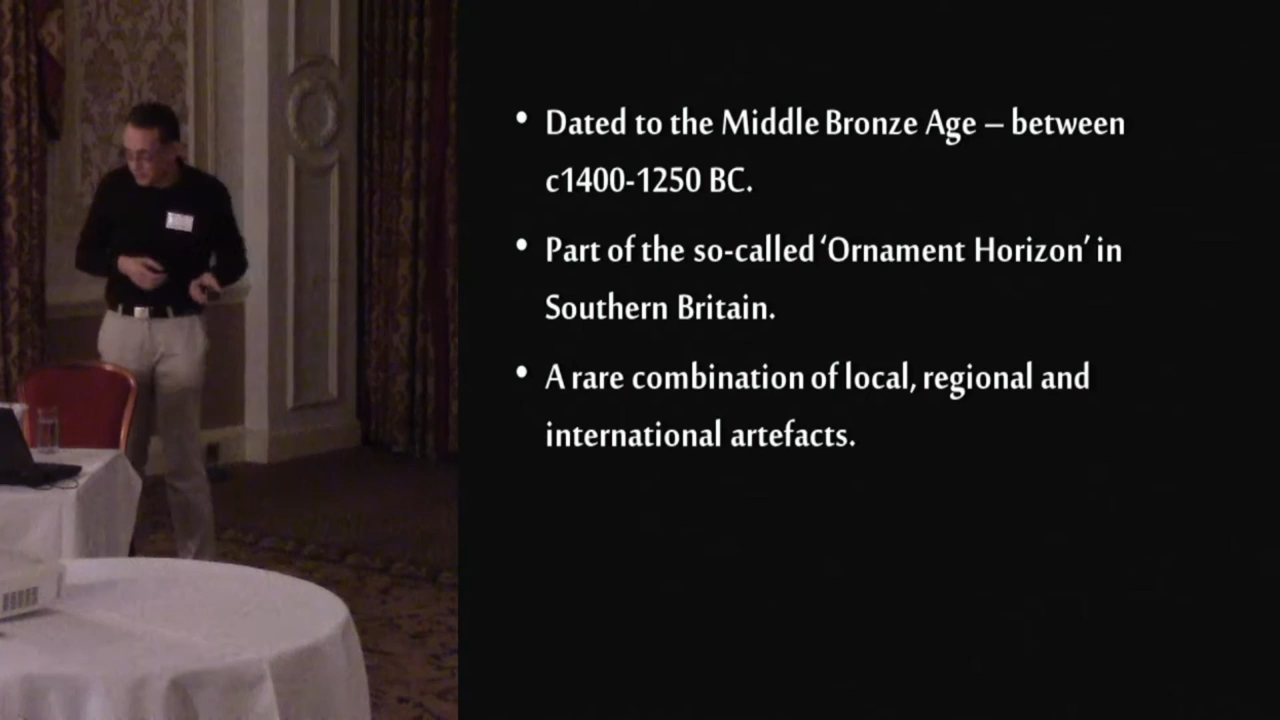 • Dated to the Middle Bronze Age – between
c1400-1250 BC.
• Part of the so-called ‘Ornament Horizon’ in
Southern Britain.
• A rare combination of local, regional and
international artefacts.